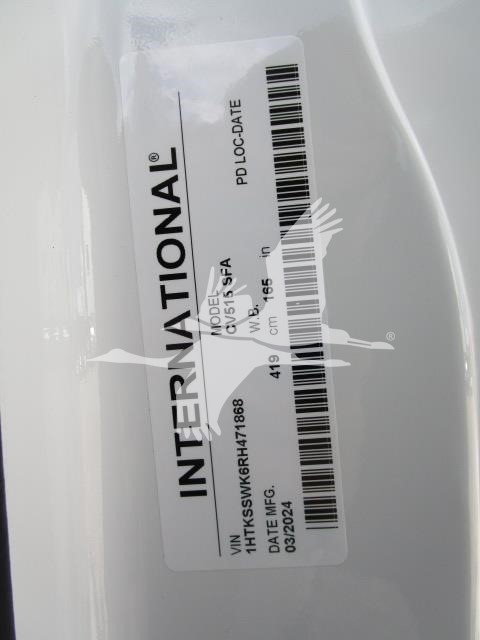 INTERNATIONAL®
VIN MODEL
1HTKSSWK6RH471868 CV515 SFA PD LOC-DATE
DATE MFG. W.B.
03/2024 419 cm 165 in
®